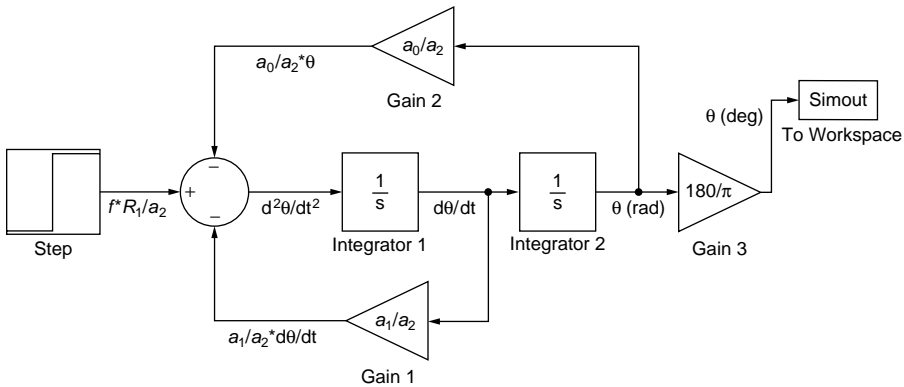 a₀/a₂
a₀/a₂*θ
Gain 2
Simout
θ (deg)
To Workspace
−
+
−
f*R₁/a₂
Step
d²θ/dt²
1/s
Integrator 1
dθ/dt
1/s
Integrator 2
θ (rad)
180/π
Gain 3
a₁/a₂
a₁/a₂*dθ/dt
Gain 1